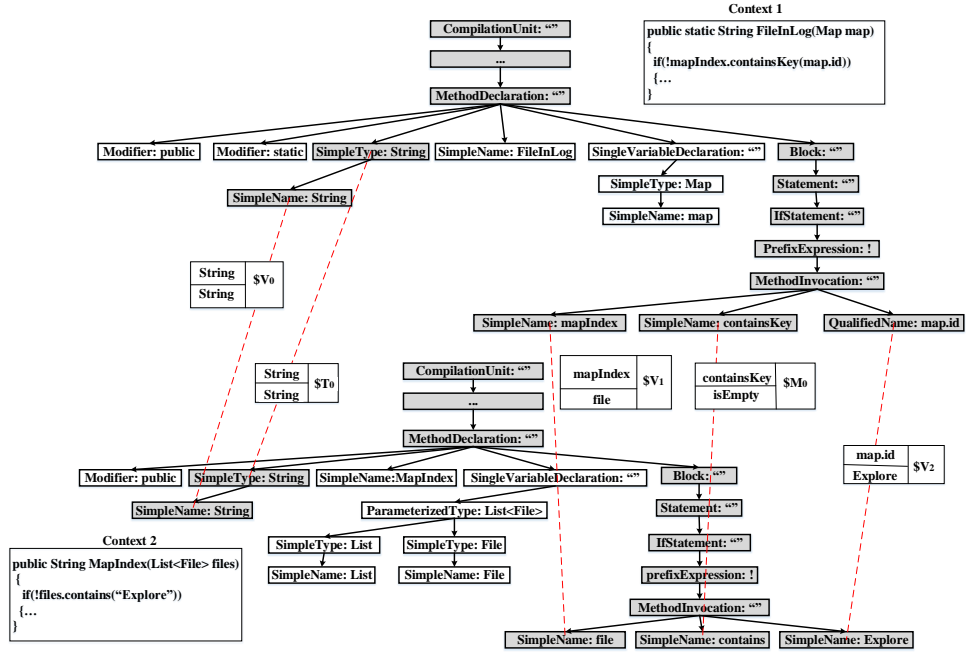 Context 1
CompilationUnit: “”
public static String FileInLog(Map map)
{
if(!mapIndex.containsKey(map.id))
{…
}
...
MethodDeclaration: “”
Modifier: public
Modifier: static
SimpleType: String
SimpleName: FileInLog
SingleVariableDeclaration: “”
Block: “”
SimpleType: Map
Statement: “”
SimpleName: String
SimpleName: map
IfStatement: “”
PrefixExpression: !
String
String
$V0
MethodInvocation: “”
SimpleName: mapIndex
SimpleName: containsKey
QualifiedName: map.id
String
String
$T0
CompilationUnit: “”
mapIndex
file
$V1
containsKey
isEmpty
$M0
...
MethodDeclaration: “”
map.id
Explore
$V2
Modifier: public
SimpleType: String
SimpleName:MapIndex
SingleVariableDeclaration: “”
Block: “”
SimpleName: String
ParameterizedType: List<File>
Statement: “”
Context 2
SimpleType: List
SimpleType: File
IfStatement: “”
public String MapIndex(List<File> files)
{
if(!files.contains(“Explore”))
{…
}
SimpleName: List
SimpleName: File
prefixExpression: !
MethodInvocation: “”
SimpleName: file
SimpleName: contains
SimpleName: Explore